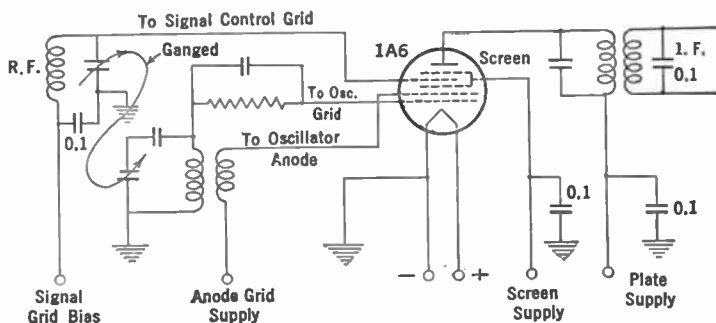 To Signal Control Grid
Ganged
R.F.
0.1
1A6
Screen
I.F.
0.1
To Osc.
Grid
To Oscillator
Anode
0.1
0.1
- +
Signal
Grid Bias
Anode Grid
Supply
Screen
Supply
Plate
Supply